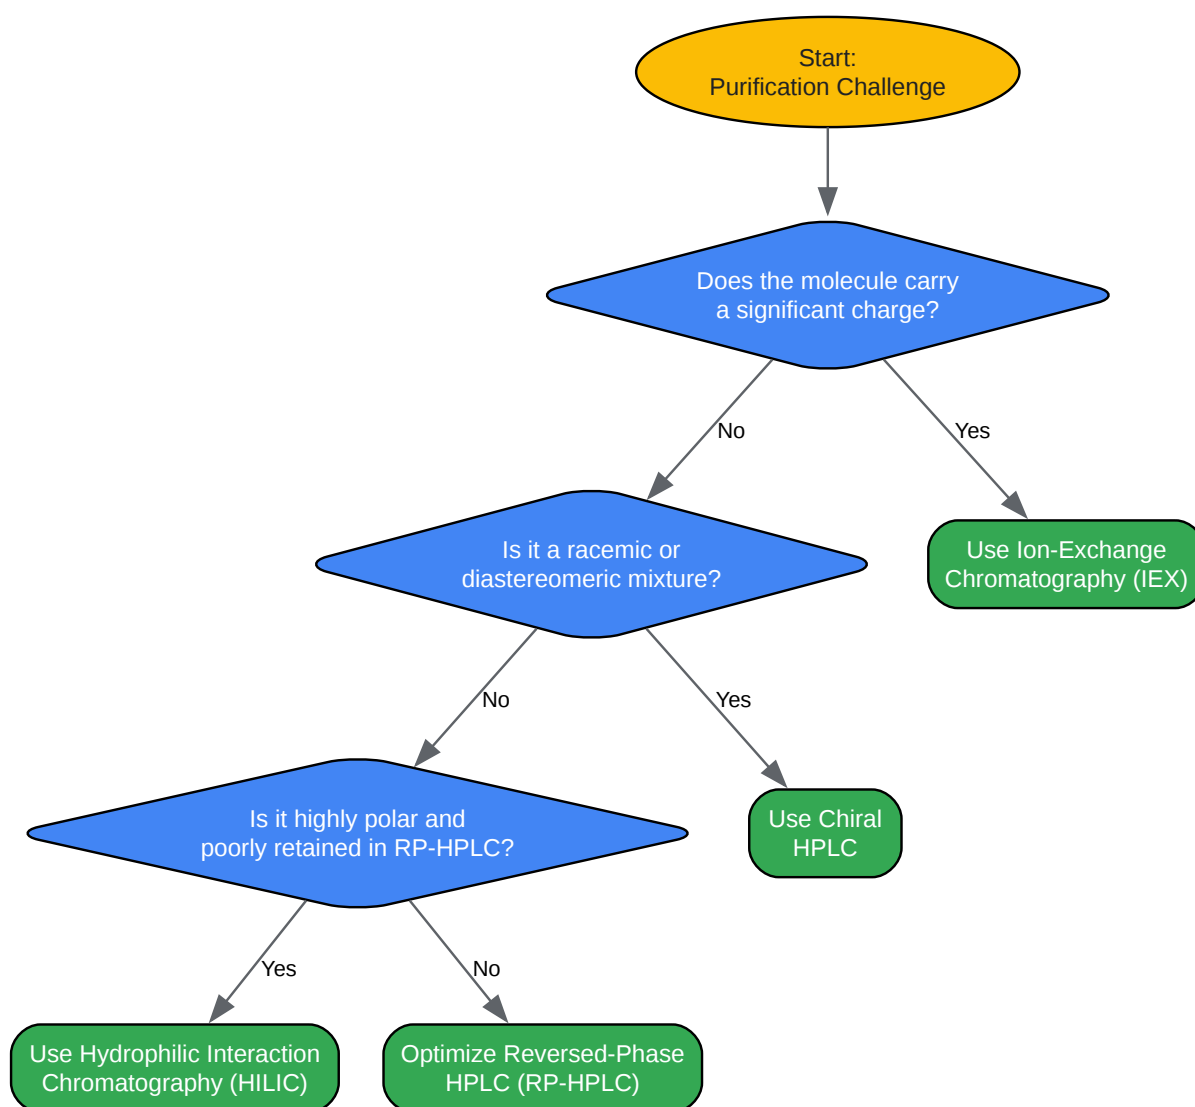 Start:
Purification Challenge
Does the molecule carry
a significant charge?
No
Yes
Is it a racemic or
diastereomeric mixture?
Use Ion-Exchange
Chromatography (IEX)
No
Yes
Is it highly polar and
poorly retained in RP-HPLC?
Use Chiral
HPLC
Yes
No
Use Hydrophilic Interaction
Chromatography (HILIC)
Optimize Reversed-Phase
HPLC (RP-HPLC)